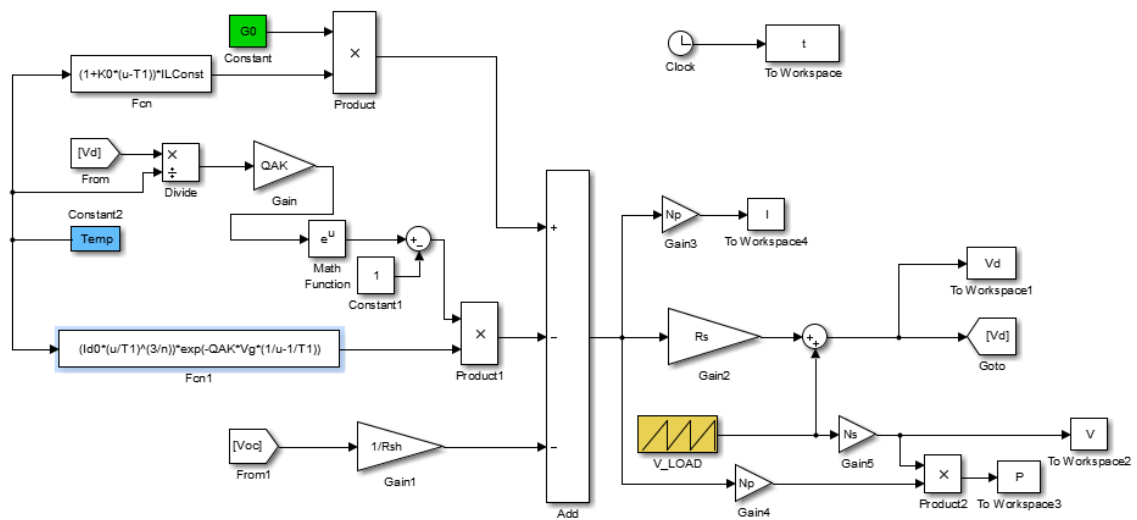 G0
Constant
×
Product
(1+K0*(u-T1))*ILConst
Fcn
Clock
t
To Workspace
[Vd]
From
×
÷
Divide
QAK
Gain
Constant2
Temp
e^u
Math
Function
+
−
1
Constant1
(Id0*(u/T1)^(3/n))*exp(-QAK*Vg*(1/u-1/T1))
Fcn1
×
Product1
[Voc]
From1
1/Rsh
Gain1
+
−
−
Add
Np
Gain3
I
To Workspace4
Rs
Gain2
+
+
Vd
To Workspace1
[Vd]
Goto
V_LOAD
Ns
Gain5
V
To Workspace2
Np
Gain4
×
Product2
P
To Workspace3